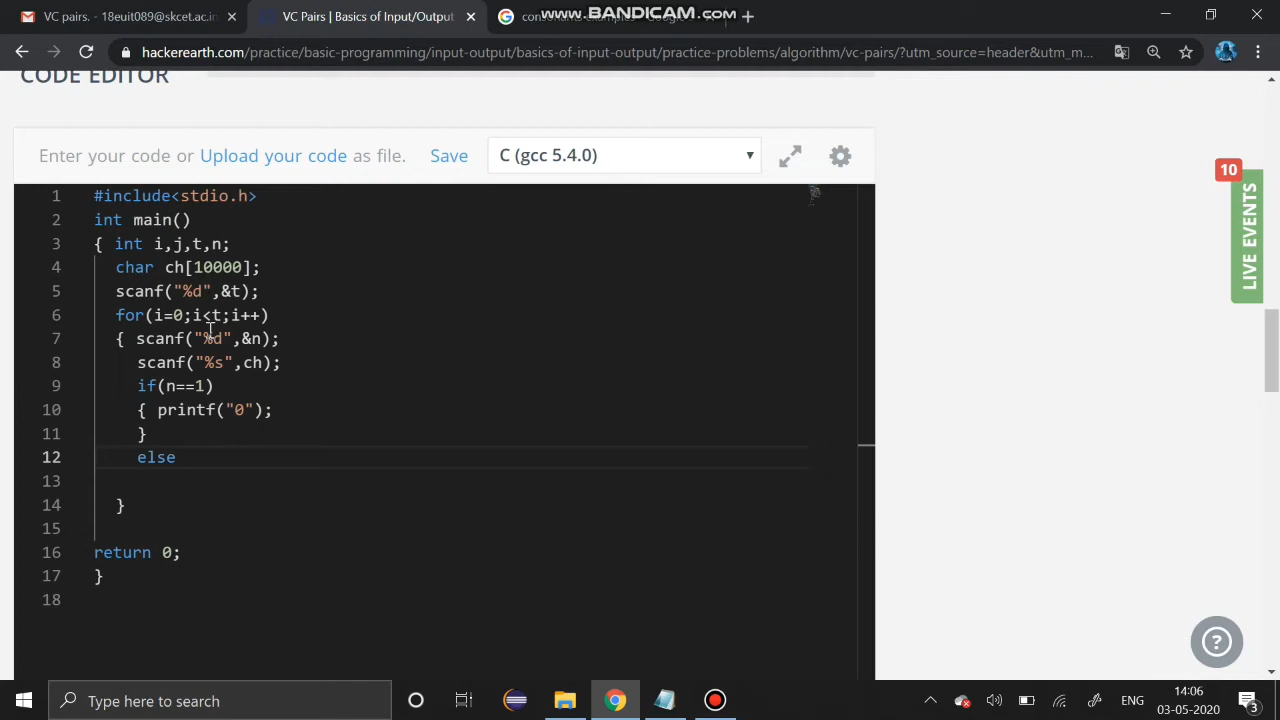 VC pairs. - 18euit089@skcet.ac.in
VC Pairs | Basics of Input/Output
www.BANDICAM.com
hackerearth.com/practice/basic-programming/input-output/basics-of-input-output/practice-problems/algorithm/vc-pairs/?utm_source=header&utm_m...
CODE EDITOR
Enter your code or Upload your code as file. Save C (gcc 5.4.0)
10
LIVE EVENTS
1 #include<stdio.h>
2 int main()
3 { int i,j,t,n;
4 char ch[10000];
5 scanf("%d",&t);
6 for(i=0;i<t;i++)
7 { scanf("%d",&n);
8 scanf("%s",ch);
9 if(n==1)
10 { printf("0");
11 }
12 else
13
14 }
15
16 return 0;
17 }
18
?
Type here to search
ENG
14:06
03-05-2020
3